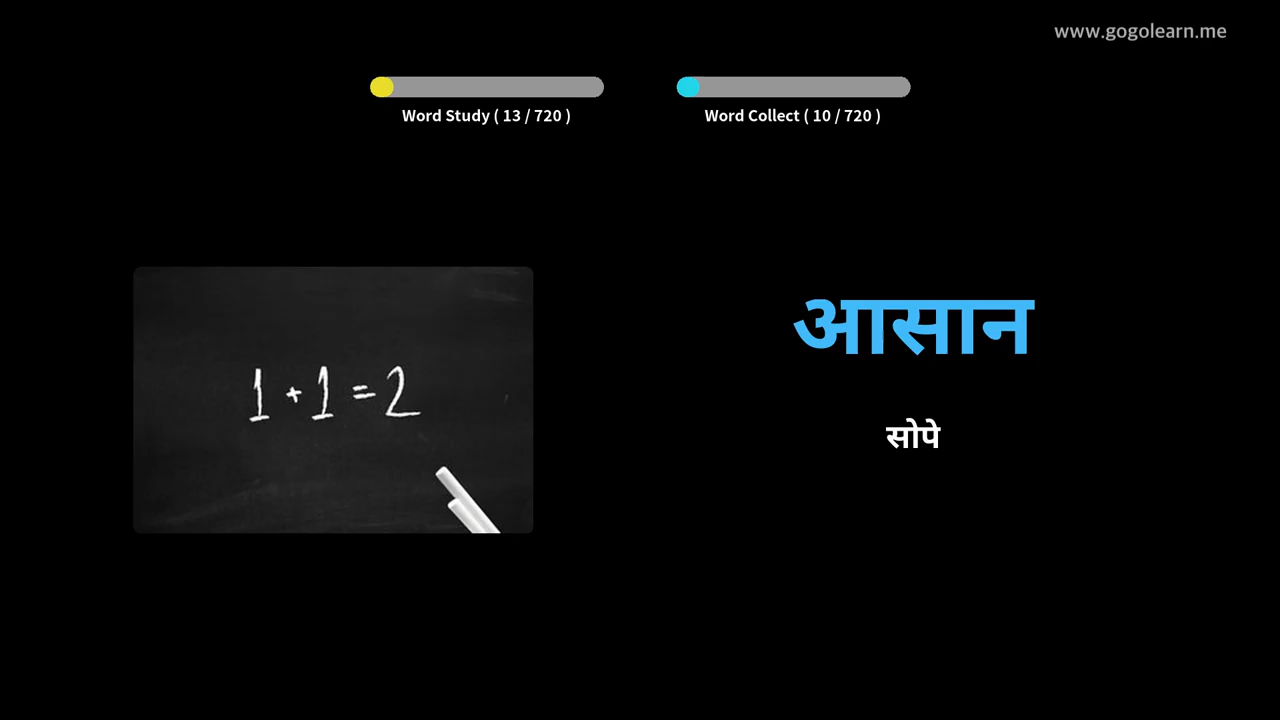 www.gogolearn.me
Word Study ( 13 / 720 )
Word Collect ( 10 / 720 )
1 + 1 = 2
आसान
सोपे